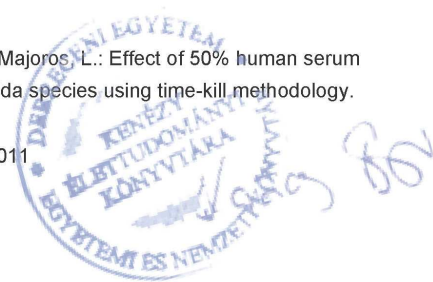 Majoros, L.: Effect of 50% human serum
da species using time-kill methodology.
011
DEBRECENI EGYETEM
EGYETEMI ÉS NEMZETI
KENÉZY
ÉLETTUDOMÁNYI
KÖNYVTÁRA